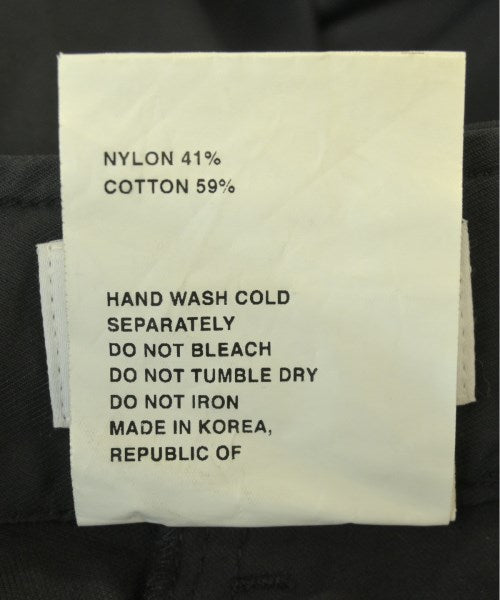 NYLON 41%
COTTON 59%
HAND WASH COLD
SEPARATELY
DO NOT BLEACH
DO NOT TUMBLE DRY
DO NOT IRON
MADE IN KOREA,
REPUBLIC OF